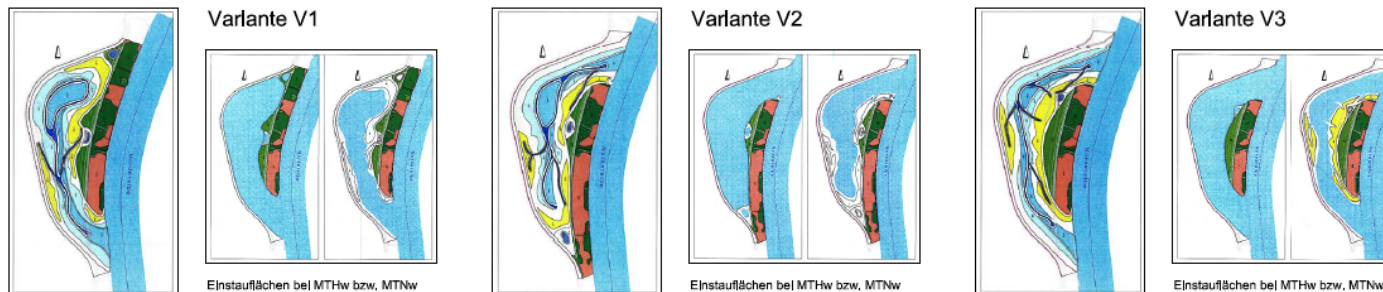 Variante V1
Einstauflächen bei MTHw bzw. MTNw
Variante V2
Einstauflächen bei MTHw bzw. MTNw
Variante V3
Einstauflächen bei MTHw bzw. MTNw